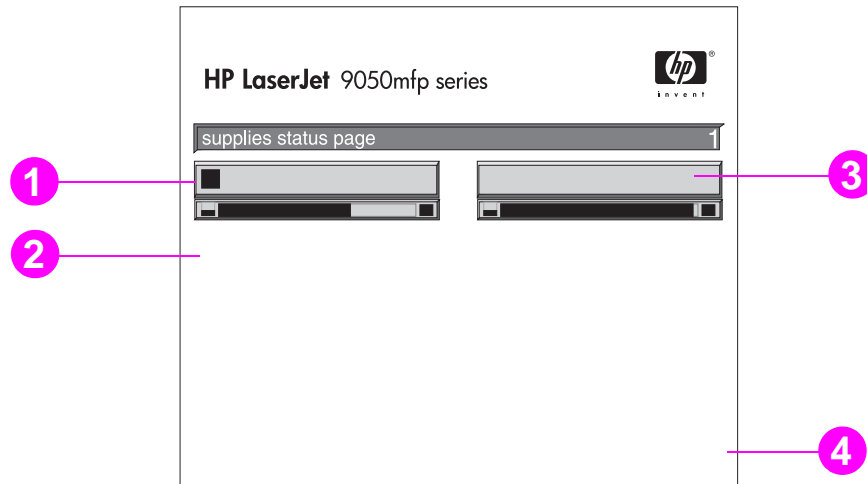 HP LaserJet 9050mfp series
hp®
invent
supplies status page 1
1
3
2
4